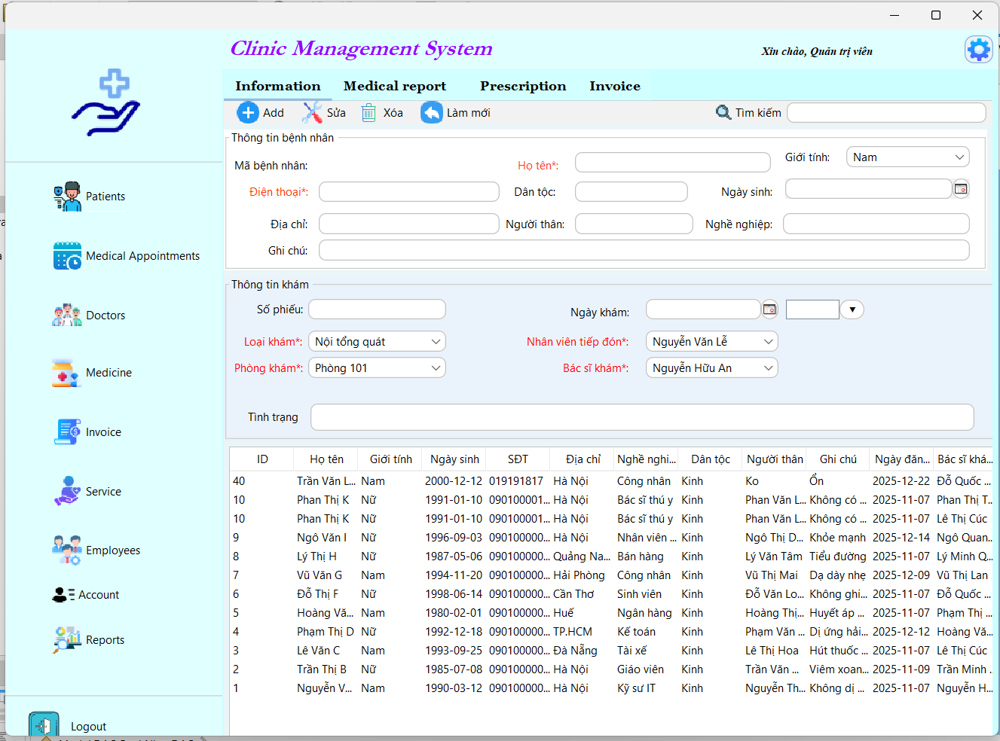 Clinic Management System
Xin chào, Quản trị viên
Information Medical report Prescription Invoice
Add Sửa Xóa Làm mới Tìm kiếm
Thông tin bệnh nhân
Mã bệnh nhân: Họ tên*: Giới tính: Nam
Điện thoại*: Dân tộc: Ngày sinh:
Địa chỉ: Người thân: Nghề nghiệp:
Ghi chú:
Patients
Medical Appointments
Doctors
Medicine
Invoice
Service
Employees
Account
Reports
Logout
Thông tin khám
Số phiếu: Ngày khám:
Loại khám*: Nội tổng quát Nhân viên tiếp đón*: Nguyễn Văn Lễ
Phòng khám*: Phòng 101 Bác sĩ khám*: Nguyễn Hữu An
Tình trạng
ID Họ tên Giới tính Ngày sinh SĐT Địa chỉ Nghề nghi... Dân tộc Người thân Ghi chú Ngày đăn... Bác sĩ khá...
40 Trần Văn L... Nam 2000-12-12 019191817 Hà Nội Công nhân Kinh Ko Ổn 2025-12-22 Đỗ Quốc ...
10 Phan Thị K Nữ 1991-01-10 090100001... Hà Nội Bác sĩ thú y Kinh Phan Văn L... Không có ... 2025-11-07 Phan Thị T...
10 Phan Thị K Nữ 1991-01-10 090100001... Hà Nội Bác sĩ thú y Kinh Phan Văn L... Không có ... 2025-11-07 Lê Thị Cúc
9 Ngô Văn I Nữ 1996-09-03 090100000... Hà Nội Nhân viên ... Kinh Ngô Thị D... Khỏe mạnh 2025-12-14 Ngô Quan...
8 Lý Thị H Nữ 1987-05-06 090100000... Quảng Na... Bán hàng Kinh Lý Văn Tâm Tiểu đường 2025-11-07 Lý Minh Q...
7 Vũ Văn G Nam 1994-11-20 090100000... Hải Phòng Công nhân Kinh Vũ Thị Mai Dạ dày nhẹ 2025-12-09 Vũ Thị Lan
6 Đỗ Thị F Nữ 1998-06-14 090100000... Cần Thơ Sinh viên Kinh Đỗ Văn Lo... Không ghi... 2025-11-07 Đỗ Quốc ...
5 Hoàng Vă... Nam 1980-02-01 090100000... Huế Ngân hàng Kinh Hoàng Thị... Huyết áp ... 2025-11-07 Phạm Thị ...
4 Phạm Thị D Nữ 1992-12-18 090100000... TP.HCM Kế toán Kinh Phạm Văn ... Dị ứng hải... 2025-12-12 Hoàng Vă...
3 Lê Văn C Nam 1993-09-25 090100000... Đà Nẵng Tài xế Kinh Lê Thị Hoa Hút thuốc ... 2025-11-07 Lê Thị Cúc
2 Trần Thị B Nữ 1985-07-08 090100000... Hà Nội Giáo viên Kinh Trần Văn ... Viêm xoan... 2025-11-09 Trần Minh ...
1 Nguyễn V... Nam 1990-03-12 090100000... Hà Nội Kỹ sư IT Kinh Nguyễn Th... Không dị ... 2025-11-07 Nguyễn H...